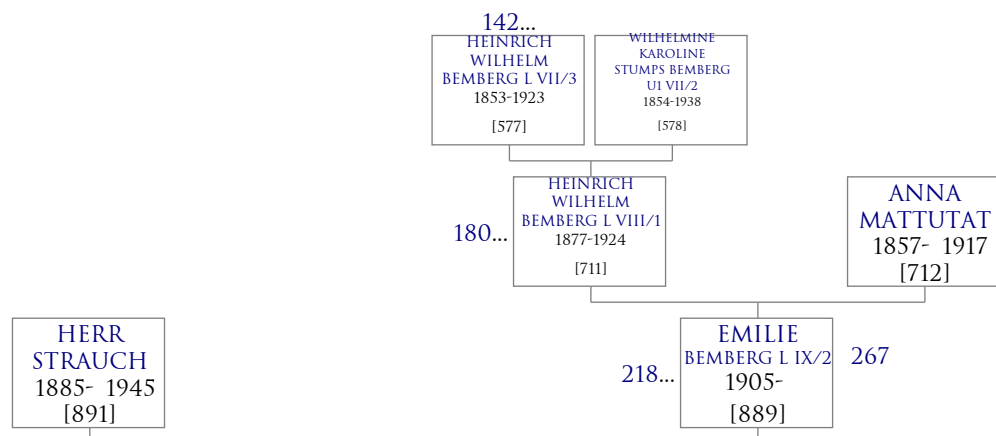 142...
HEINRICH
WILHELM
BEMBERG L VII/3
1853-1923
[577]
WILHELMINE
KAROLINE
STUMPS BEMBERG
U1 VII/2
1854-1938
[578]
180...
HEINRICH
WILHELM
BEMBERG L VIII/1
1877-1924
[711]
ANNA
MATTUTAT
1857- 1917
[712]
HERR
STRAUCH
1885- 1945
[891]
218...
EMILIE
BEMBERG L IX/2
1905-
[889]
267